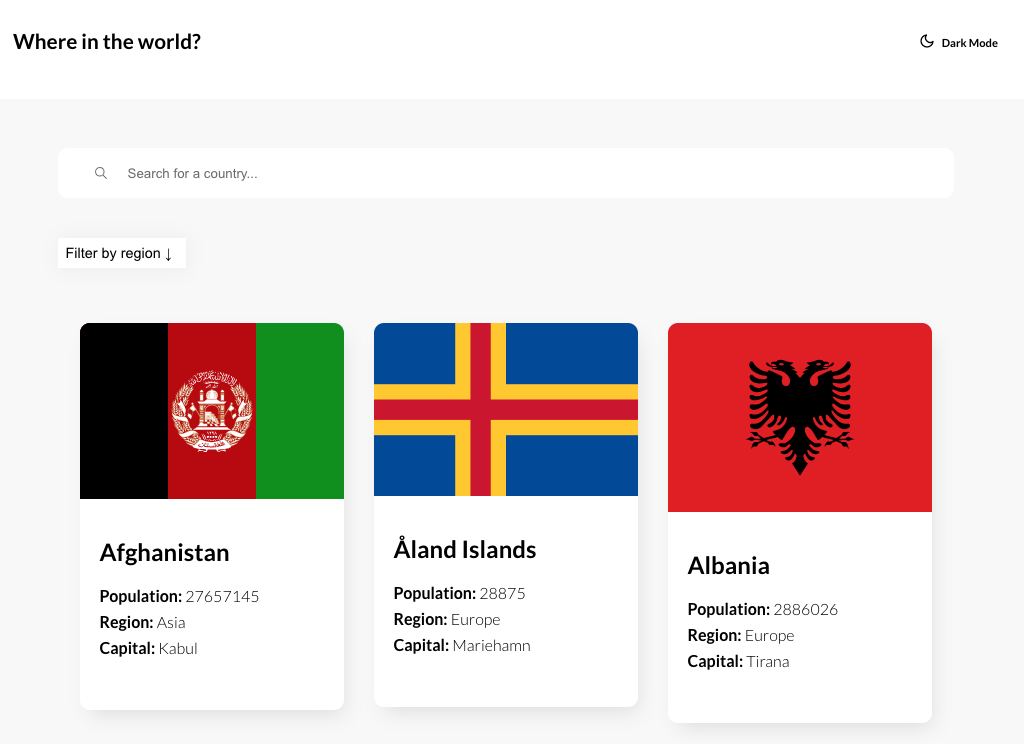 Where in the world?
Dark Mode
Search for a country...
Filter by region ↓
Afghanistan
Population: 27657145
Region: Asia
Capital: Kabul
Åland Islands
Population: 28875
Region: Europe
Capital: Mariehamn
Albania
Population: 2886026
Region: Europe
Capital: Tirana